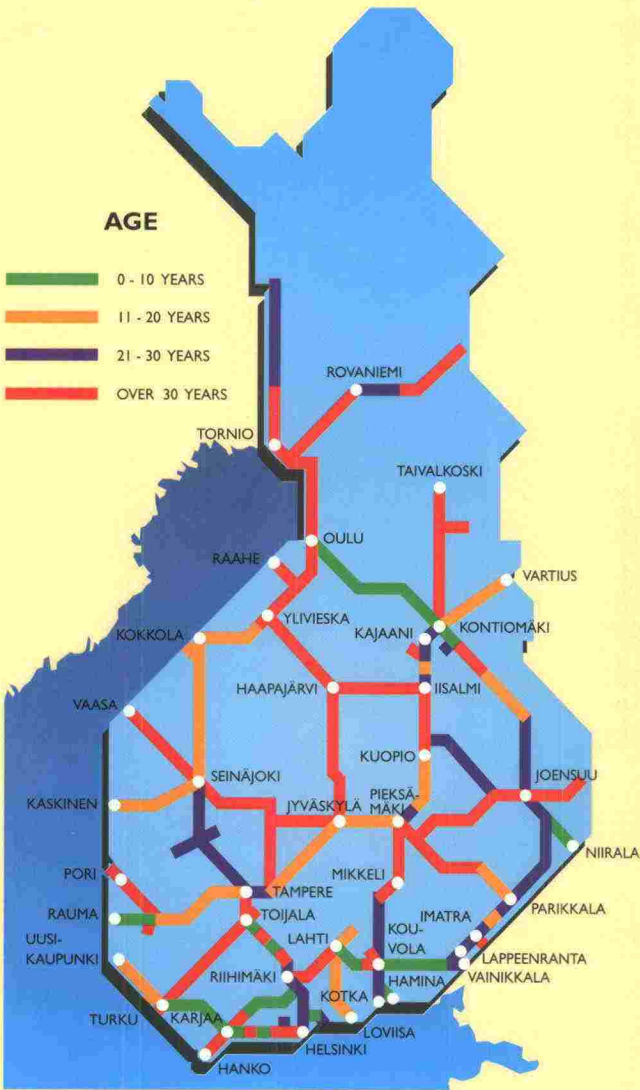 AGE
0 - 10 YEARS
11 - 20 YEARS
21 - 30 YEARS
OVER 30 YEARS
ROVANIEMI
TORNIO
TAIVALKOSKI
OULU
RAAHE
VARTIUS
YLIVIESKA
KOKKOLA
KAJAANI
KONTIOMÄKI
HAAPAJÄRVI
IISALMI
VAASA
KUOPIO
SEINÄJOKI
JOENSUU
KASKINEN
JYVÄSKYLÄ
PIEKSÄ-
MÄKI
NIIRALA
PORI
MIKKELI
TAMPERE
PARIKKALA
RAUMA
TOIJALA
IMATRA
UUSI-
KAUPUNKI
LAHTI
KOU-
VOLA
LAPPEENRANTA
RIIHIMÄKI
HAMINA
VAINIKKALA
KOTKA
TURKU
KARJAA
LOVIISA
HELSINKI
HANKO